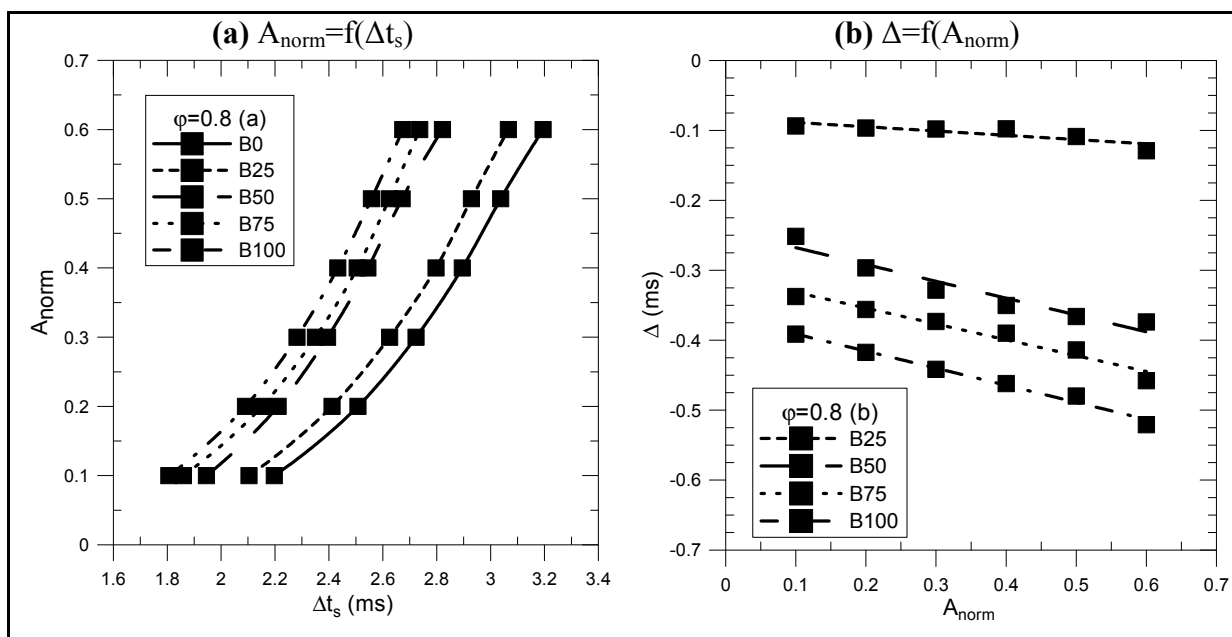 (a) Anorm=f(Δts)
0.7
0.6
0.5
0.4
0.3
0.2
0.1
0
Anorm
φ=0.8 (a)
B0
B25
B50
B75
B100
1.6 1.8 2 2.2 2.4 2.6 2.8 3 3.2 3.4
Δts (ms)
(b) Δ=f(Anorm)
0
-0.1
-0.2
-0.3
-0.4
-0.5
-0.6
-0.7
Δ (ms)
φ=0.8 (b)
B25
B50
B75
B100
0 0.1 0.2 0.3 0.4 0.5 0.6 0.7
Anorm